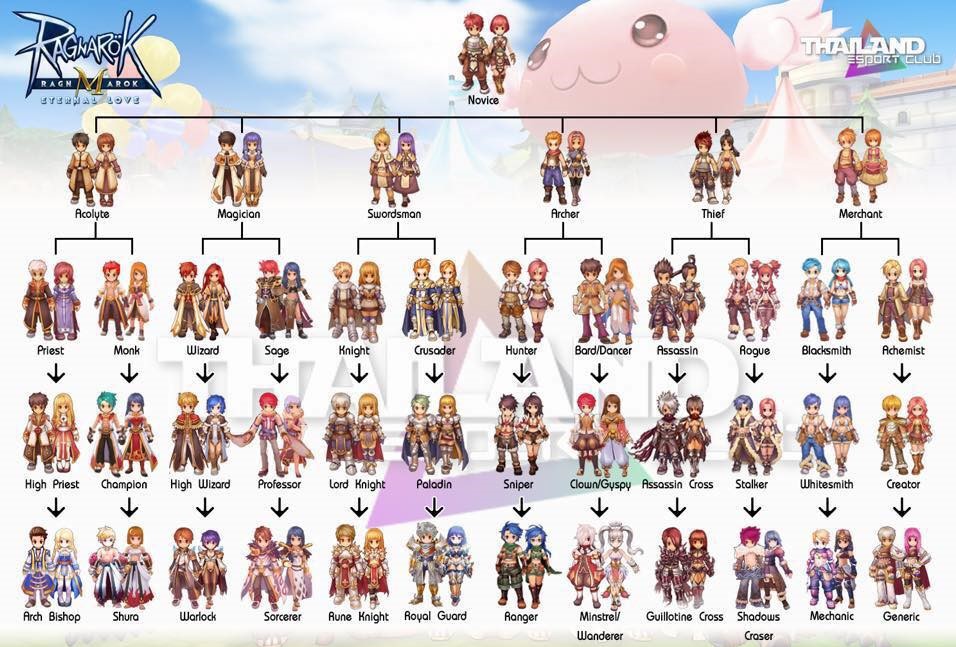 RAGNARÖK
RAGN M AROK
ETERNAL LOVE
THAILAND
ESPORT CLUB
Novice
Acolyte
Magician
Swordsman
Archer
Thief
Merchant
Priest
Monk
Wizard
Sage
Knight
Crusader
Hunter
Bard/Dancer
Assassin
Rogue
Blacksmith
Achemist
High Priest
Champion
High Wizard
Professor
Lord Knight
Paladin
Sniper
Clown/Gyspy
Assassin Cross
Stalker
Whitesmith
Creator
Arch Bishop
Shura
Warlock
Sorcerer
Rune Knight
Royal Guard
Ranger
Minstrel/
Wanderer
Guillotine Cross
Shadows
Craser
Mechanic
Generic
THAILAND